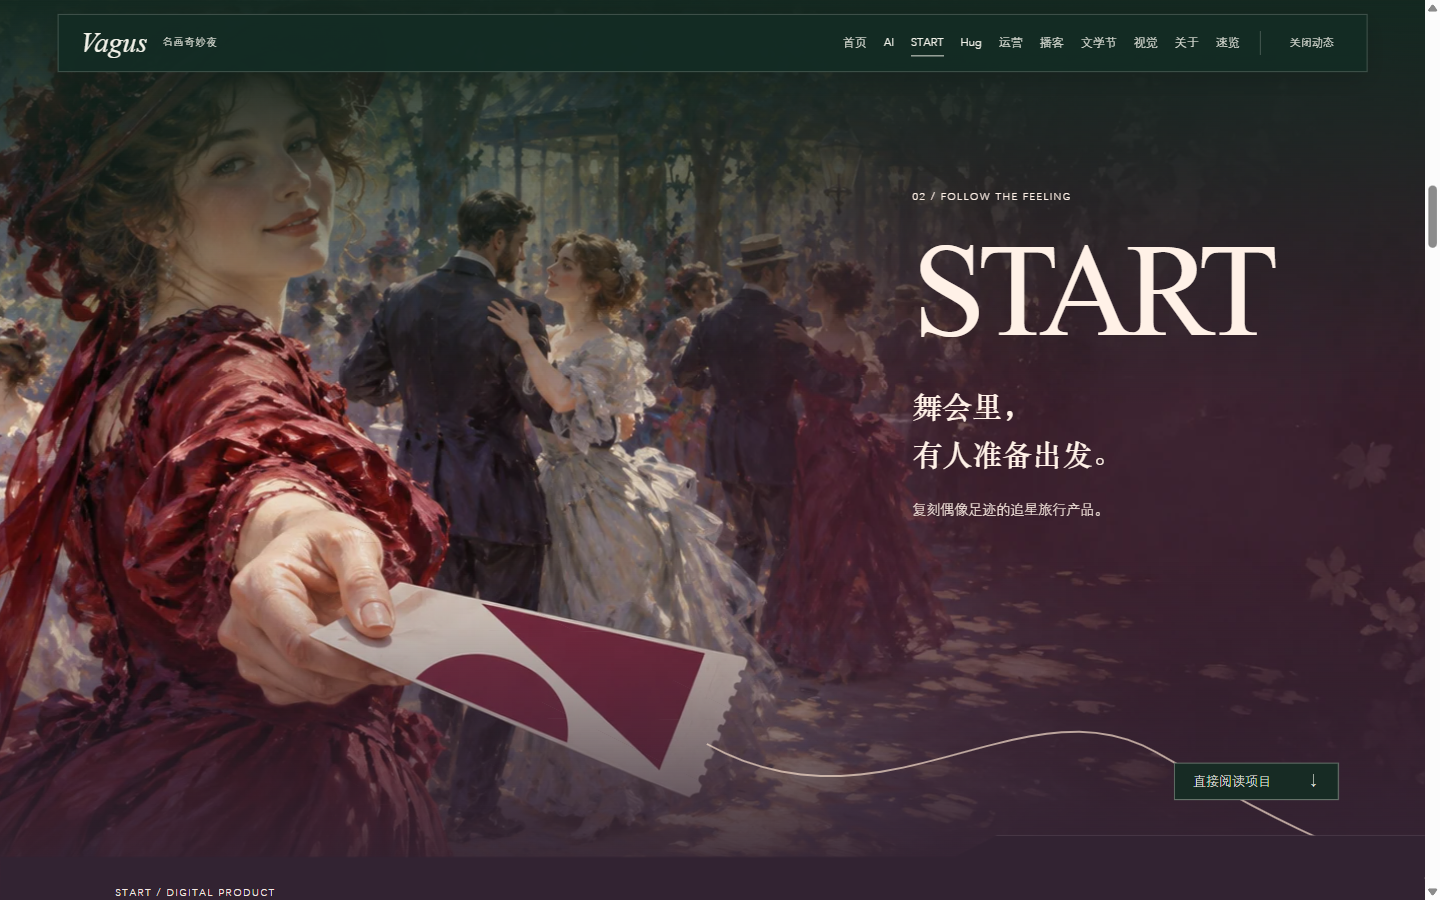 Vagus 名画奇妙夜
首页 AI START Hug 运营 播客 文学节 视觉 关于 速览 关闭动态
02 / FOLLOW THE FEELING
START
舞会里，
有人准备出发。
复刻偶像足迹的追星旅行产品。
直接阅读项目 ↓
START / DIGITAL PRODUCT